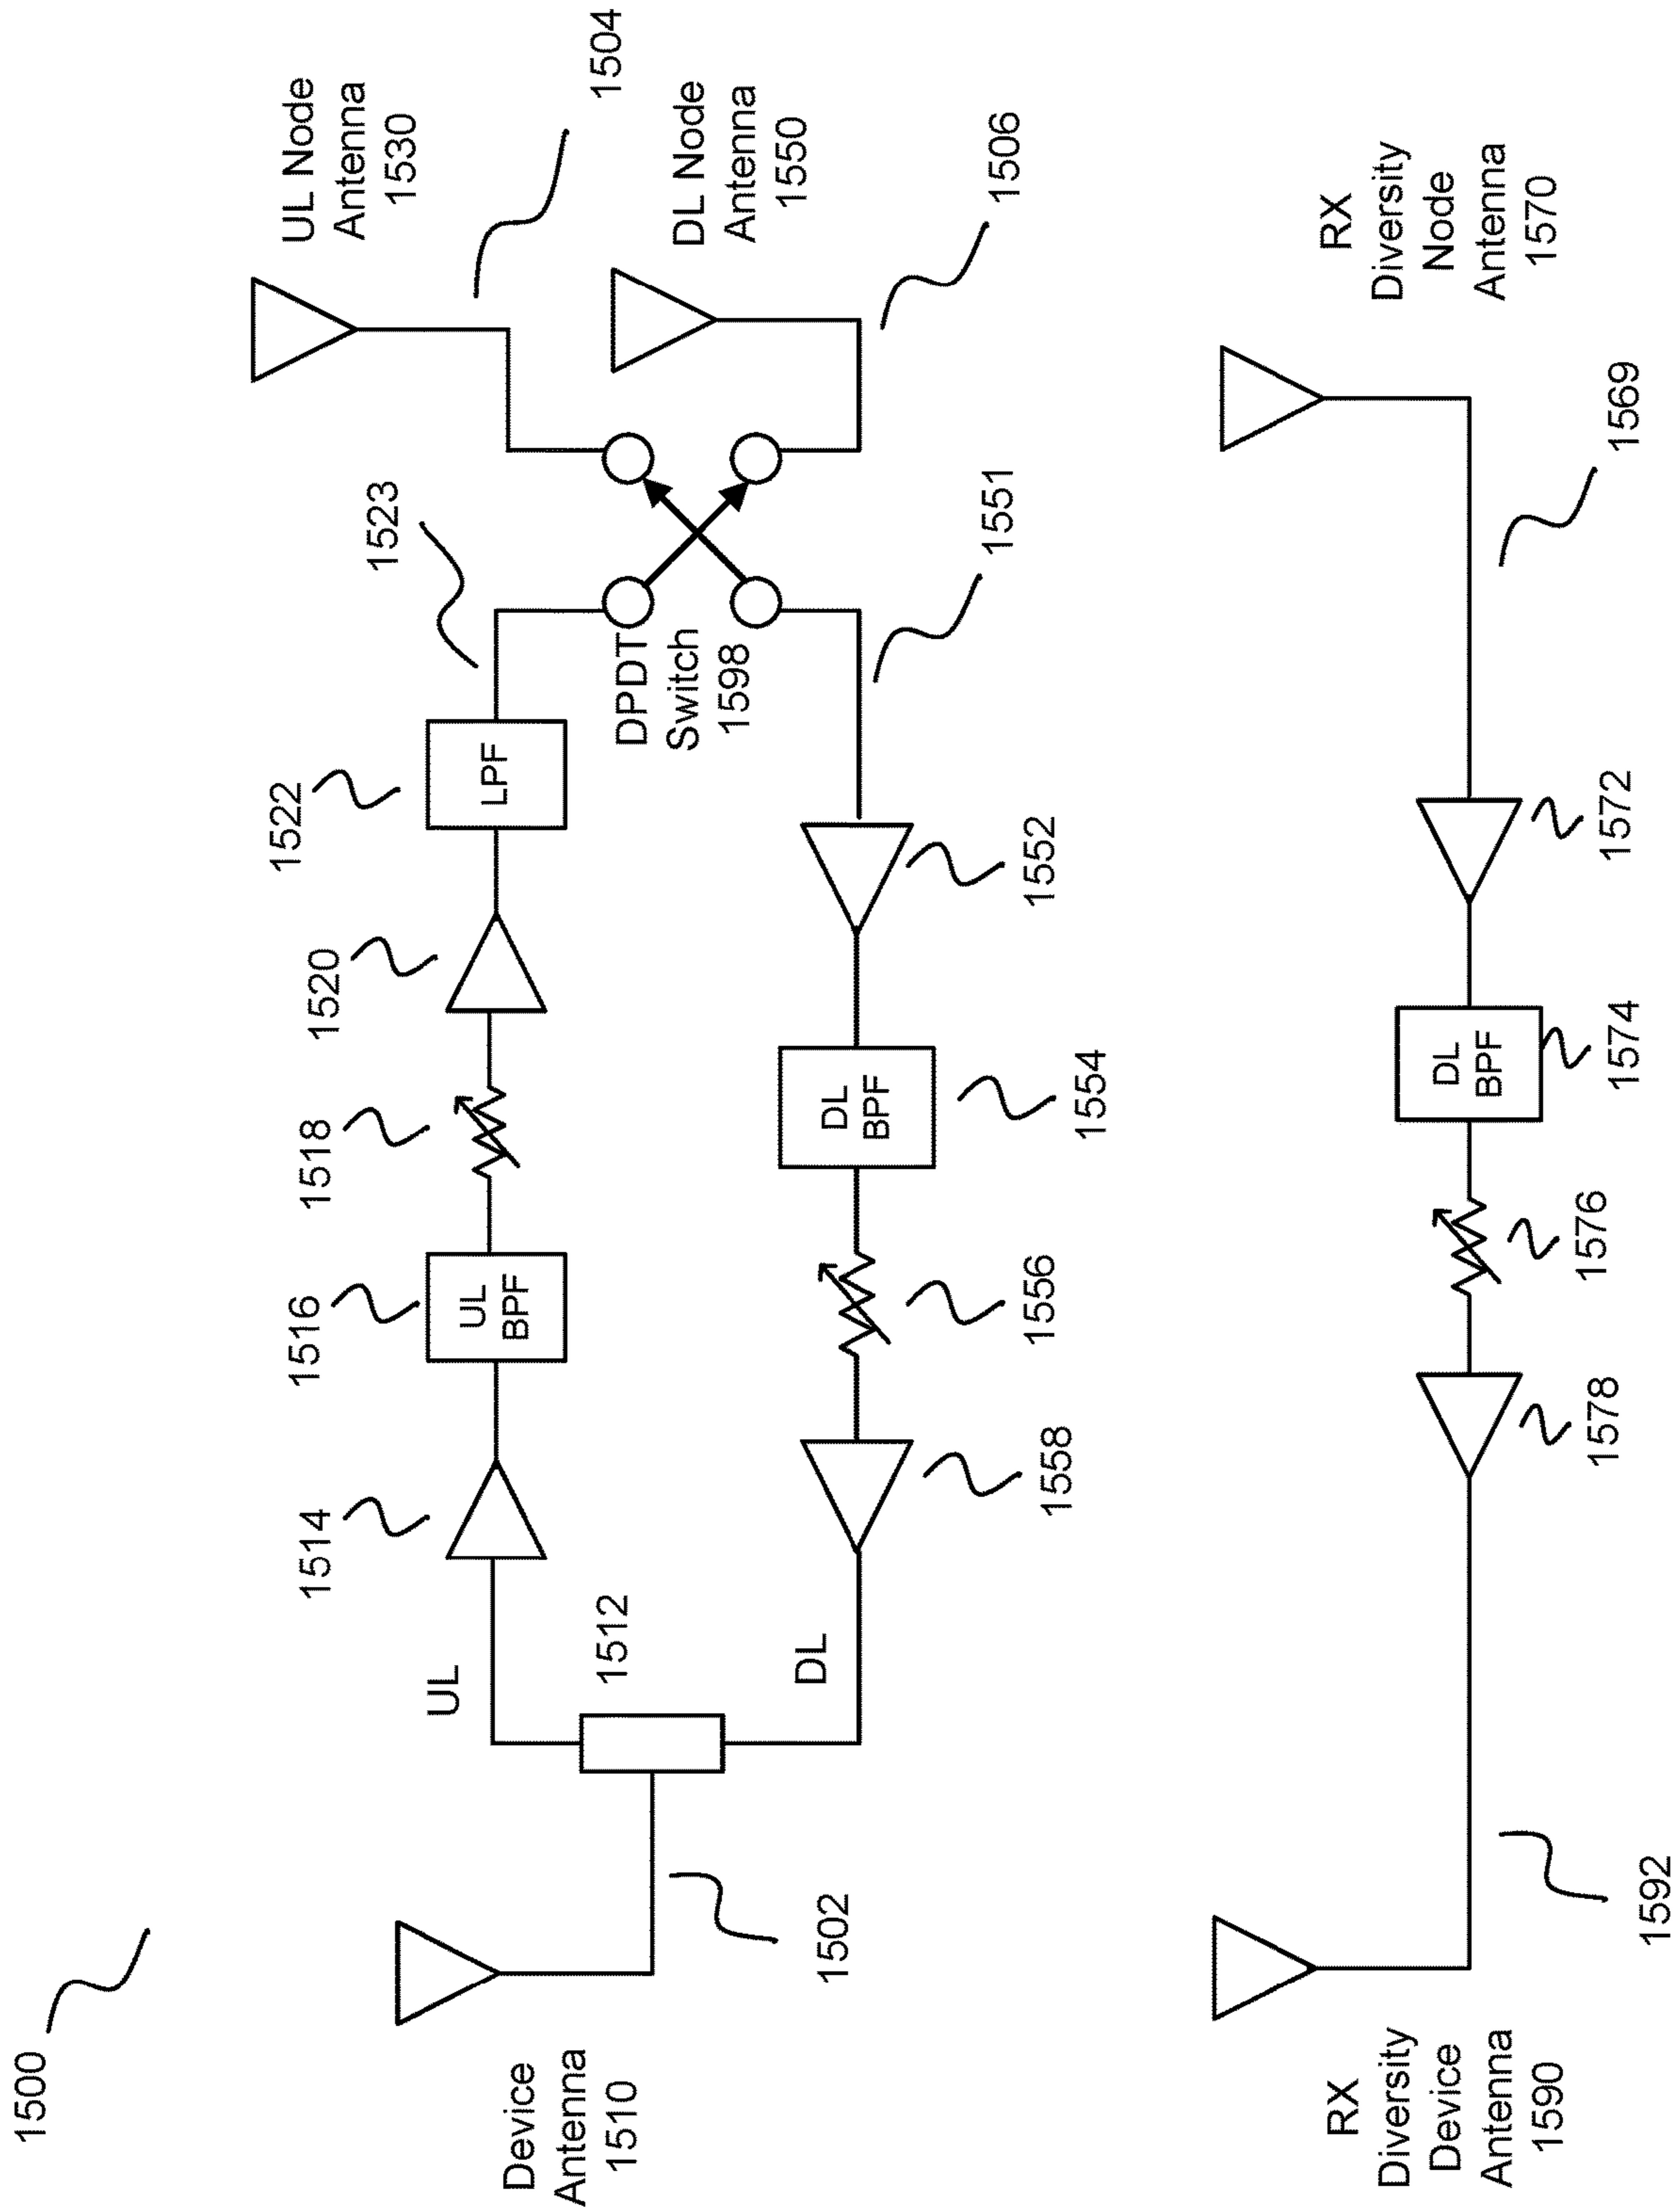 1500
UL Node
Antenna
1530
1504
1522
1523
1520
1518
1516
1514
UL
UL
BPF
LPF
DL Node
Antenna
1550
DPDT
Switch
1598
1506
Device
Antenna
1510
1512
1502
DL
DL
BPF
1551
1558
1556
1554
1552
RX
Diversity
Node
Antenna
1570
RX
Diversity
Device
Antenna
1590
DL
BPF
1592
1578
1576
1574
1572
1569